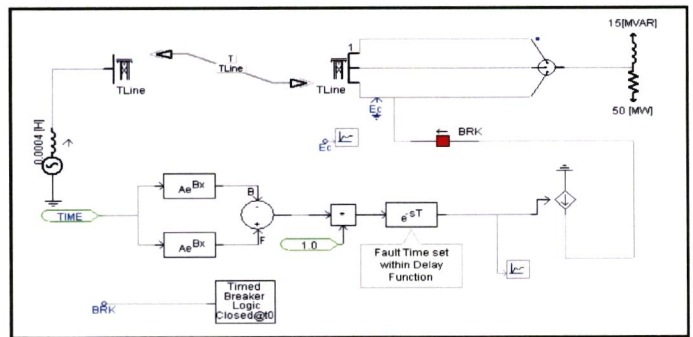 15[MVAR]
1
T
TLine
TLine
TLine
50 [MW]
Ec
BRK
Ec
0.0004 [H]
Ae^Bx
B
TIME
Ae^Bx
F
e^-sT
1.0
Fault Time set
within Delay
Function
Timed
Breaker
Logic
Closed@t0
BRK